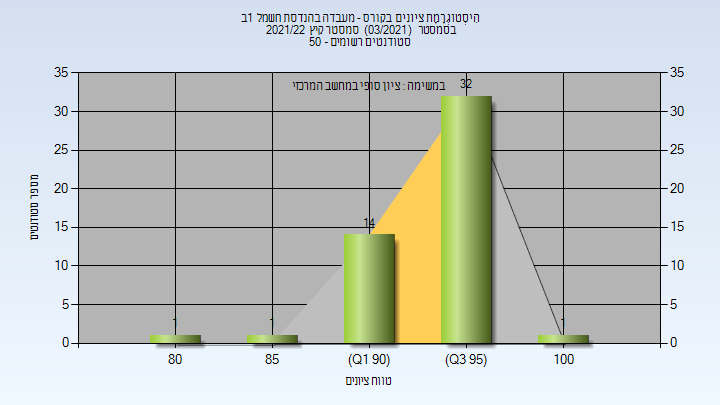 היסטוגרמת ציונים בקורס - מעבדה בהנדסת חשמל 1ב
בסמסטר (03/2021) סמסטר קיץ 2021/22
סטודנטים רשומים - 50
במשימה : ציון סופי במחשב המרכזי
מספר סטודנטים
35 35
30 30
25 25
20 20
15 15
10 10
5 5
0 0
1 1 14 32 1
80 85 (Q1 90) (Q3 95) 100
טווח ציונים